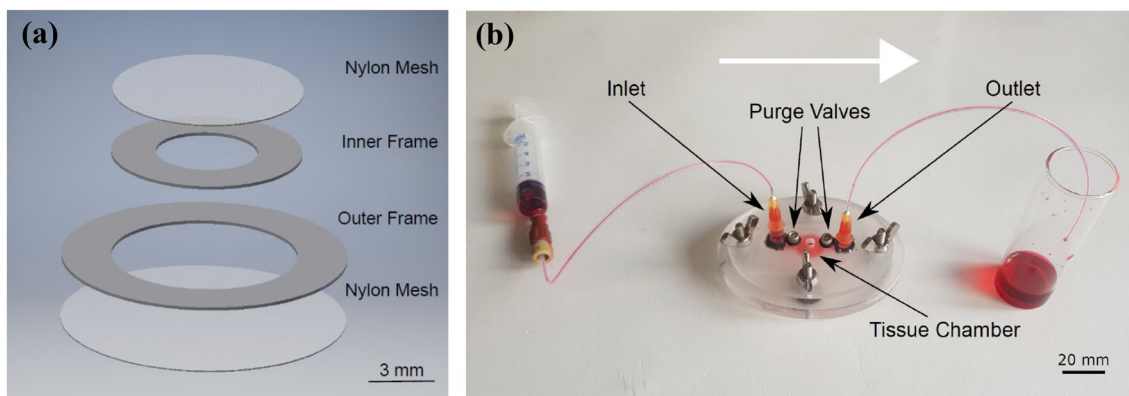 (a)
Nylon Mesh
Inner Frame
Outer Frame
Nylon Mesh
3 mm
(b)
Inlet
Outlet
Purge Valves
Tissue Chamber
20 mm